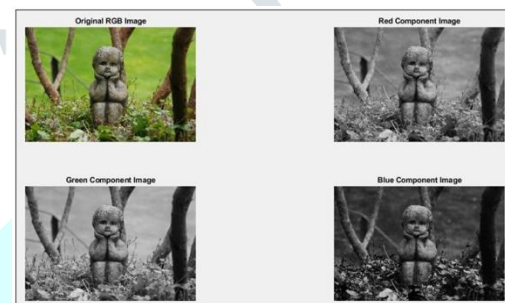 Original RGB Image
Red Component Image
Green Component Image
Blue Component Image